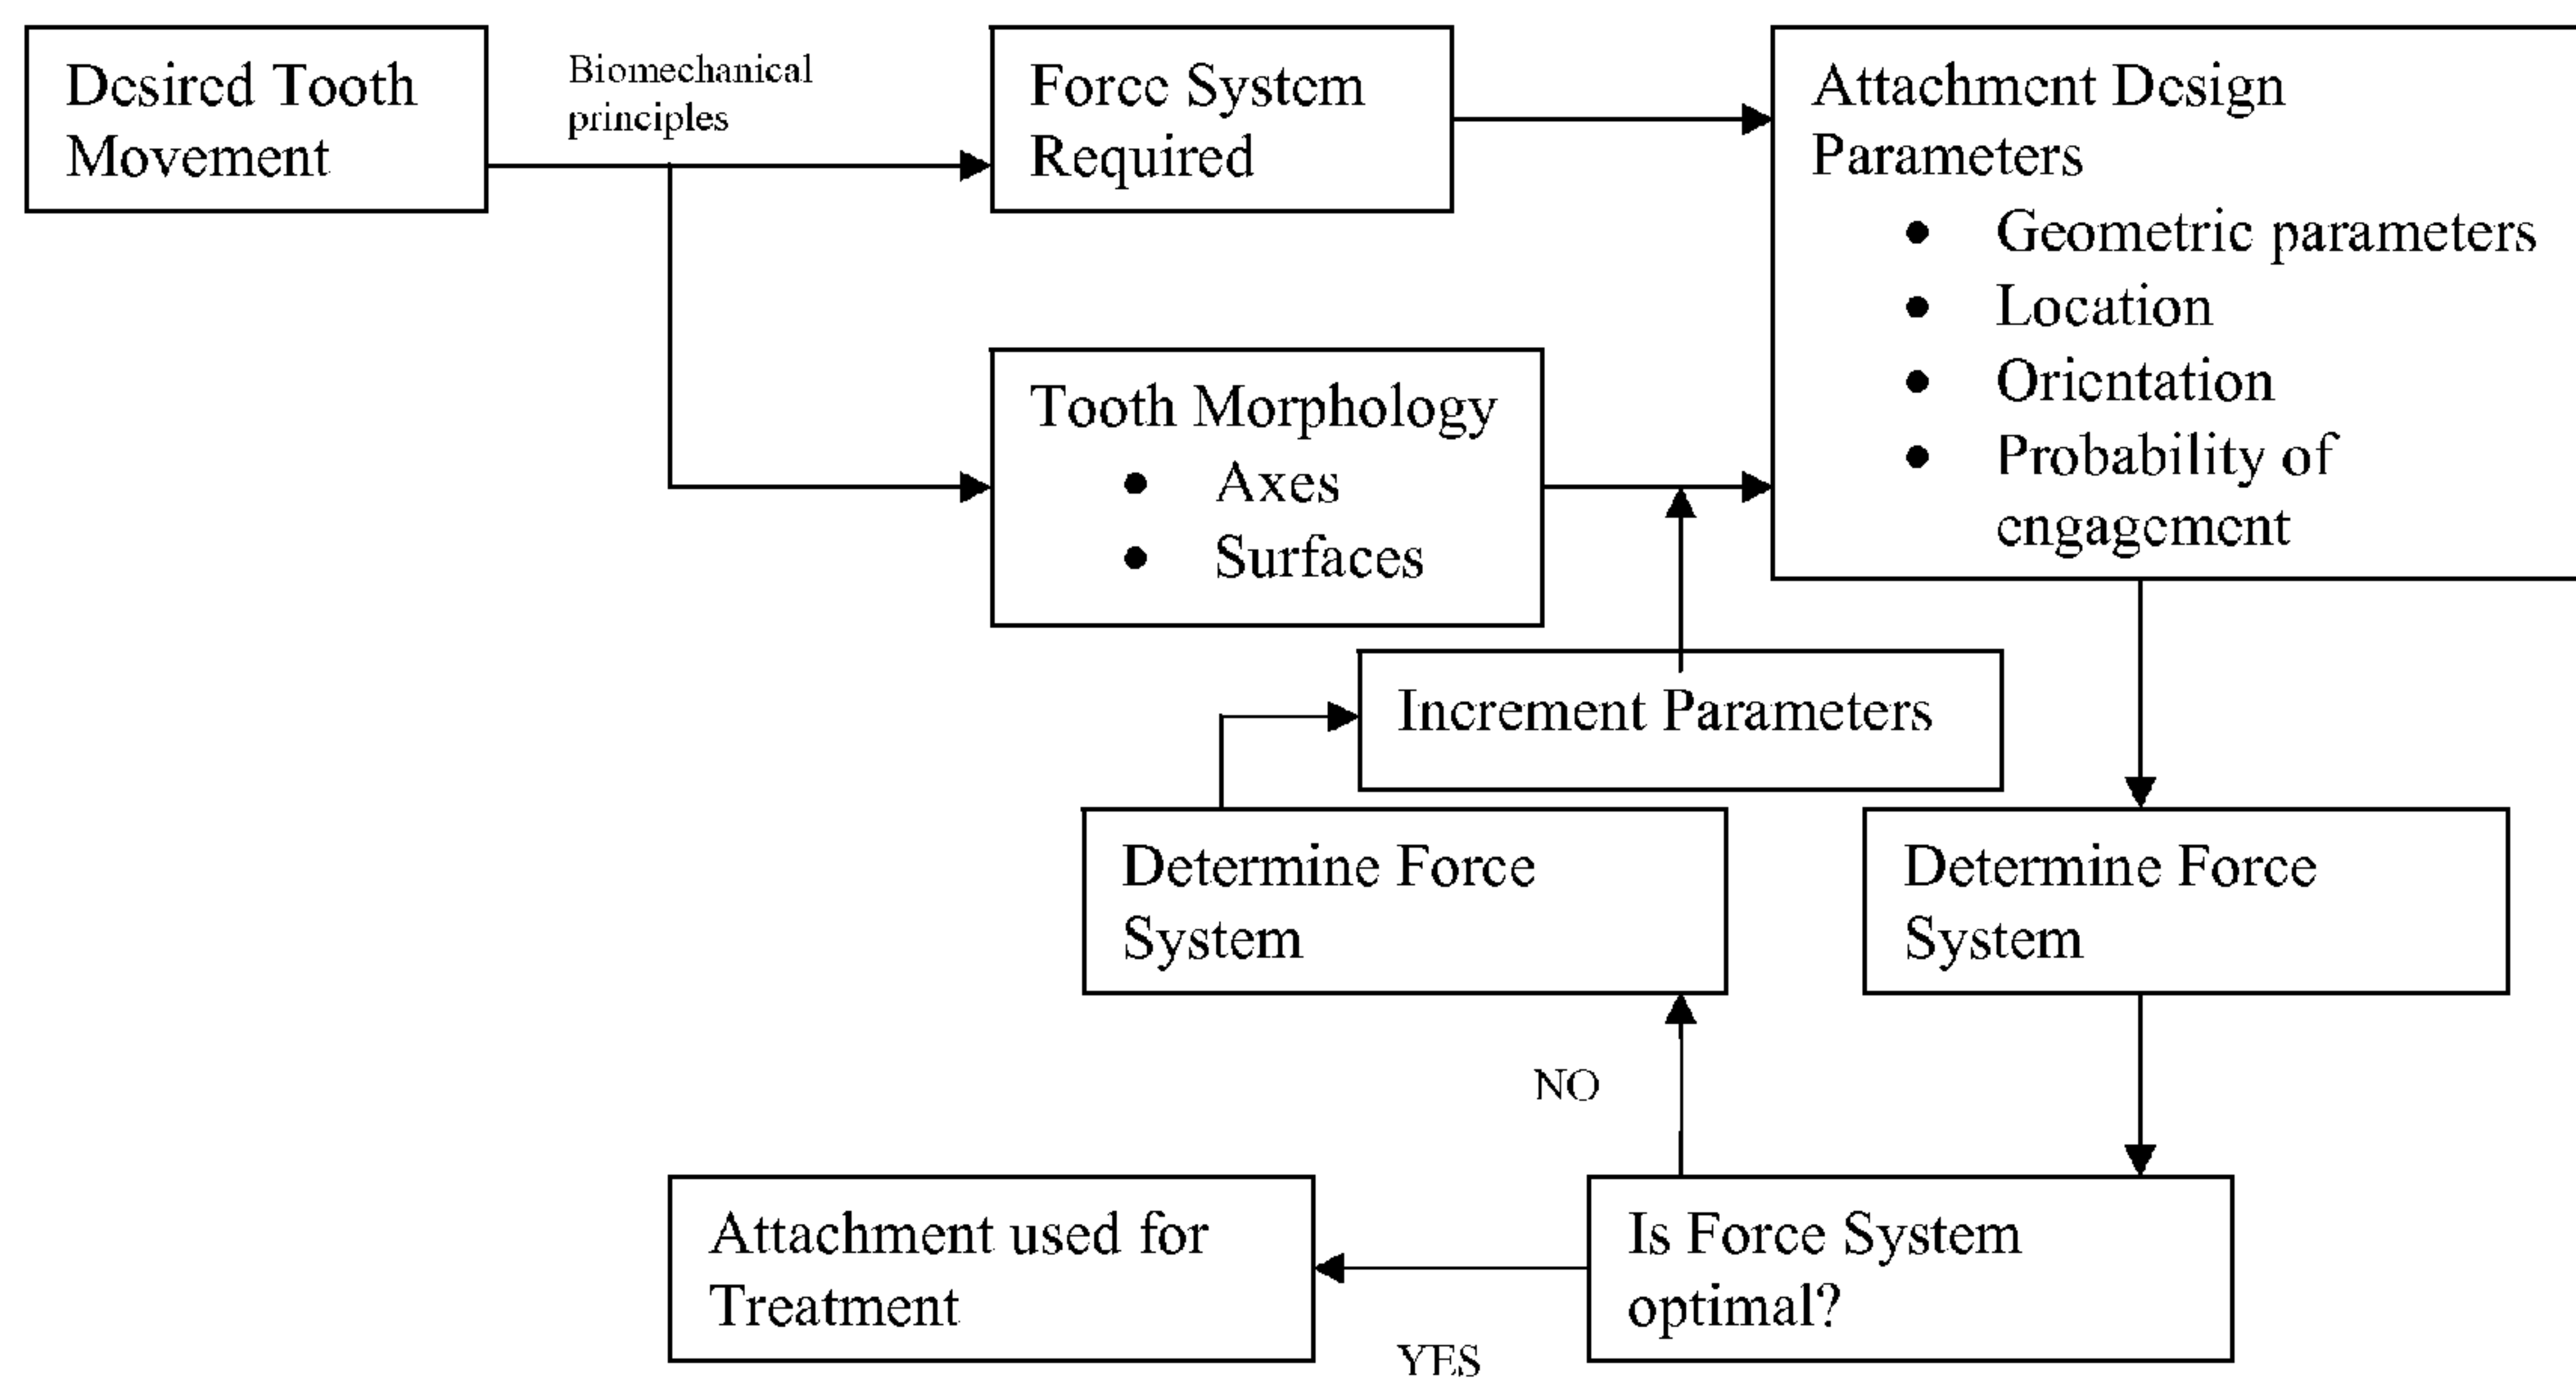 Desired Tooth
Movement
Biomechanical
principles
Force System
Required
Attachment Design
Parameters
• Geometric parameters
• Location
• Orientation
• Probability of
engagement
Tooth Morphology
• Axes
• Surfaces
Increment Parameters
Determine Force
System
Determine Force
System
NO
Attachment used for
Treatment
YES
Is Force System
optimal?